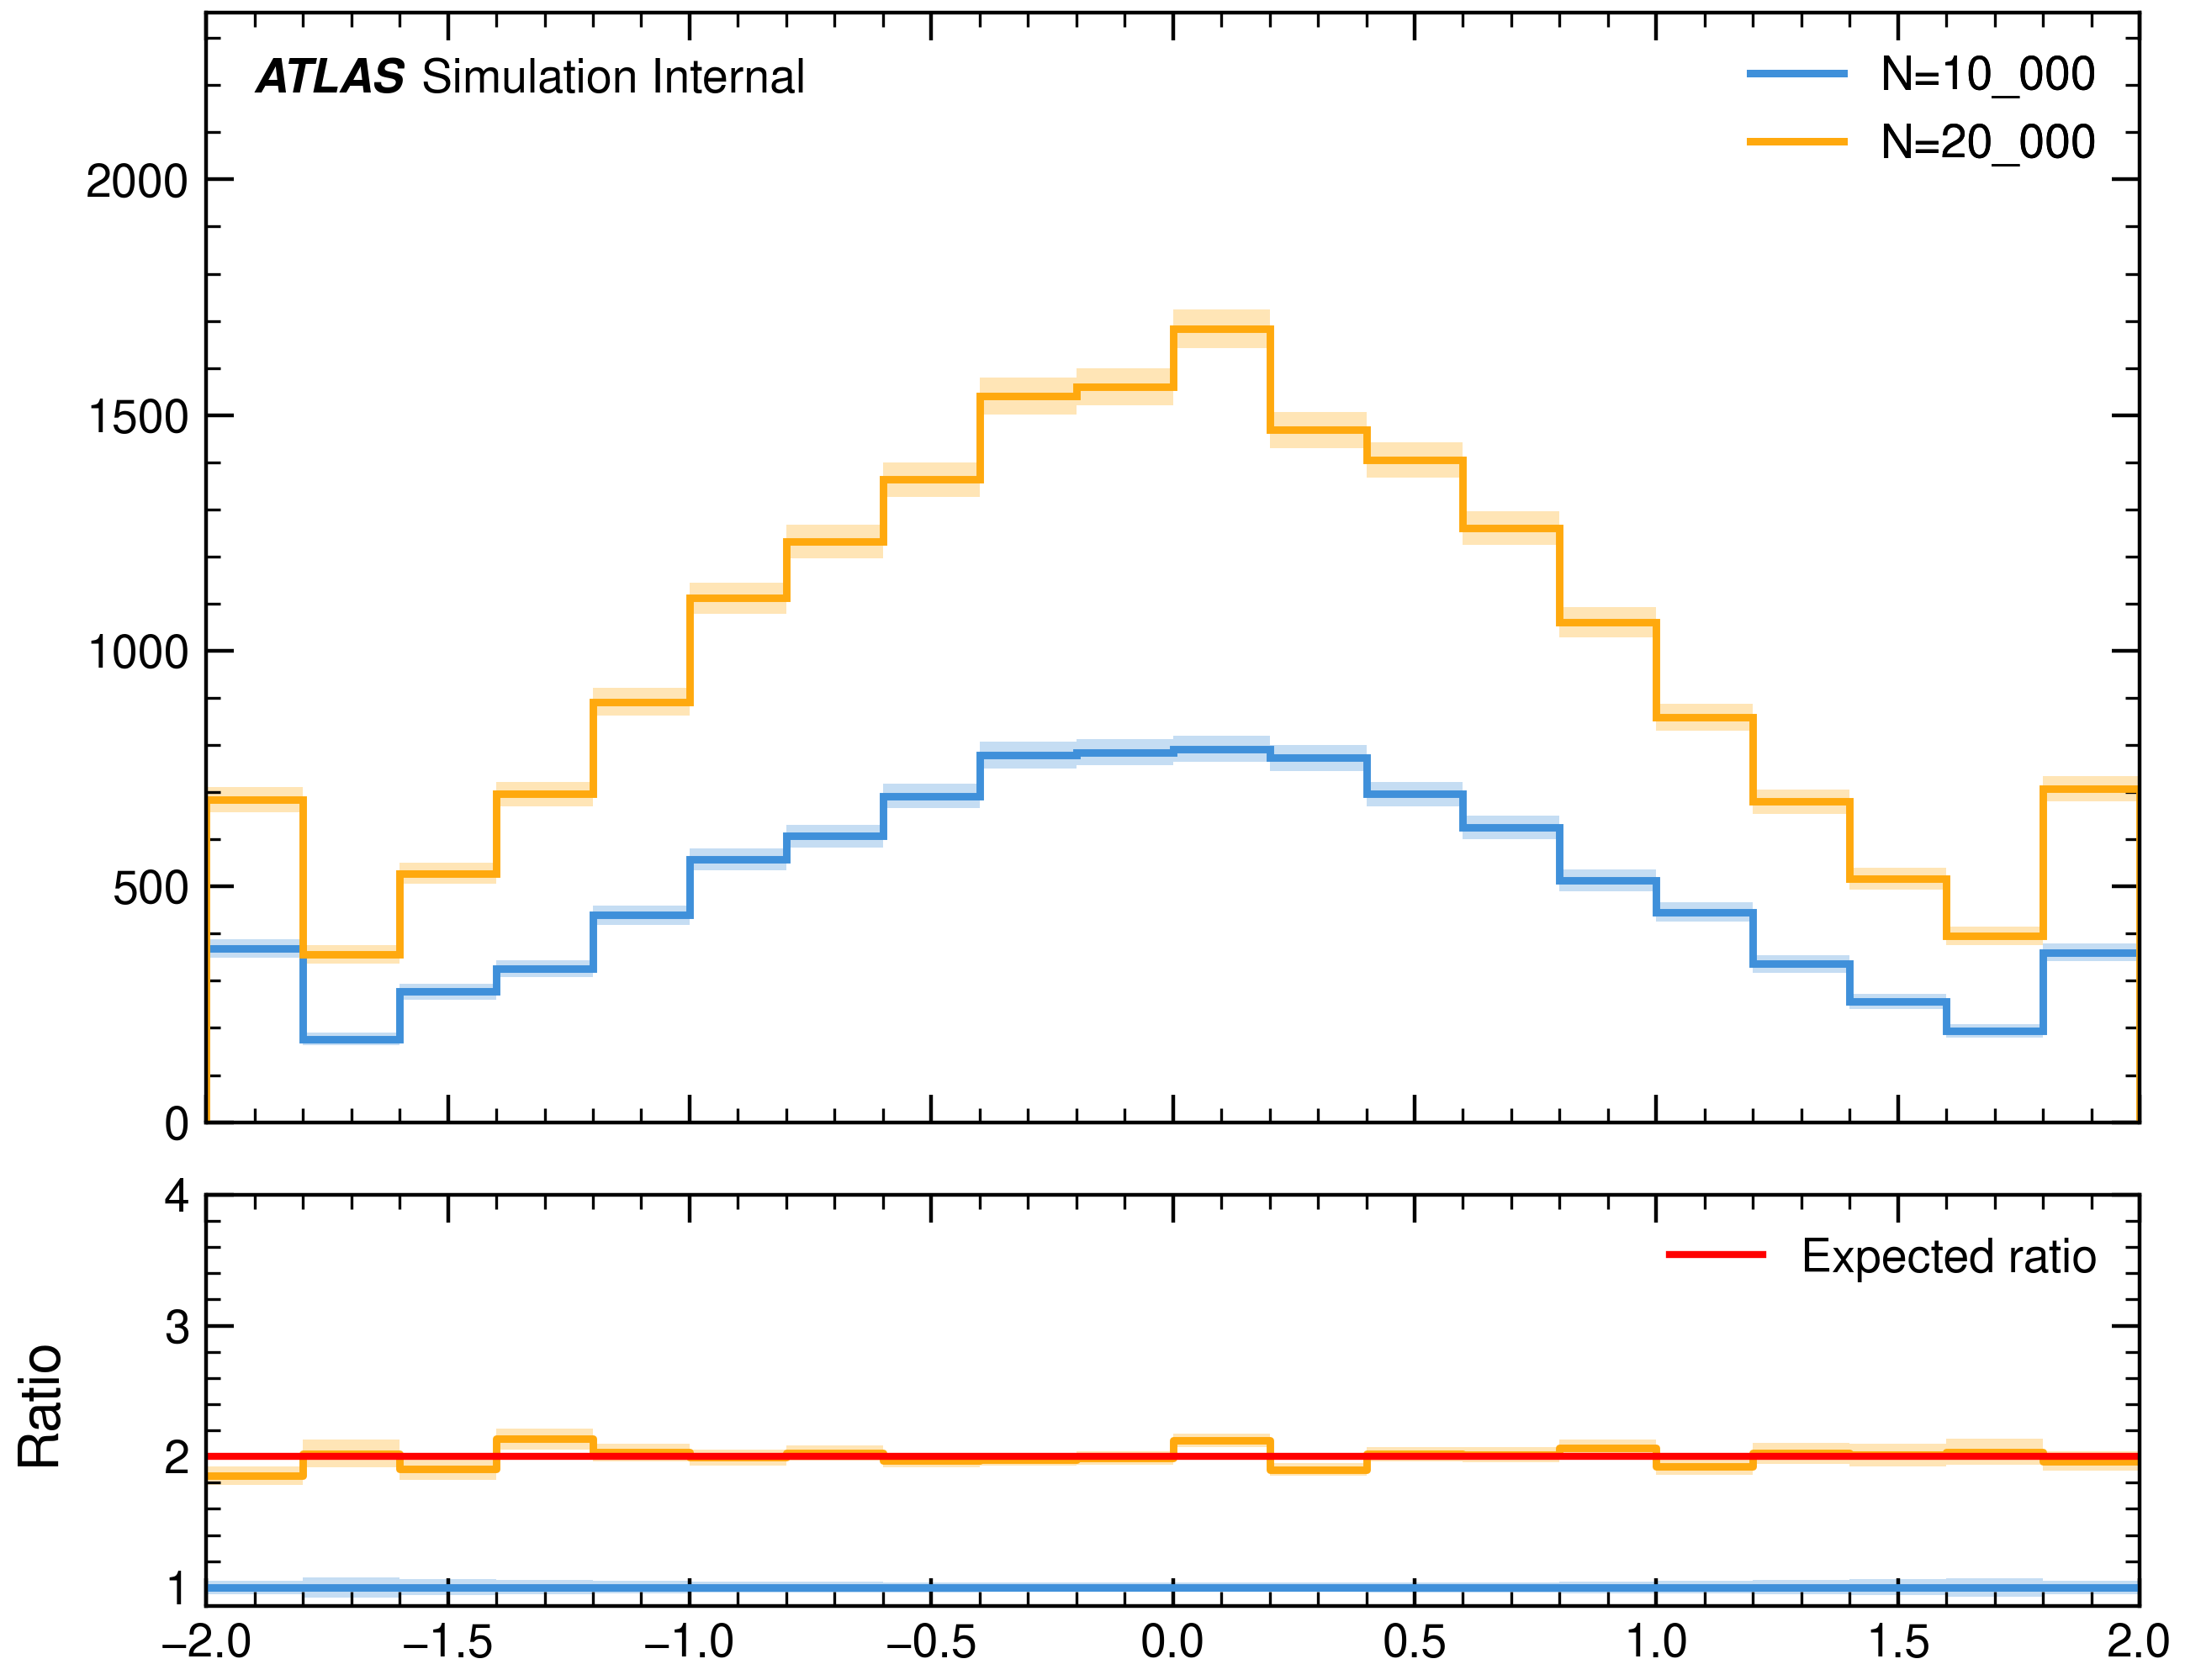 ATLAS Simulation Internal
N=10_000
N=20_000
2000
1500
1000
500
0
4
3
2
1
Expected ratio
Ratio
−2.0 −1.5 −1.0 −0.5 0.0 0.5 1.0 1.5 2.0